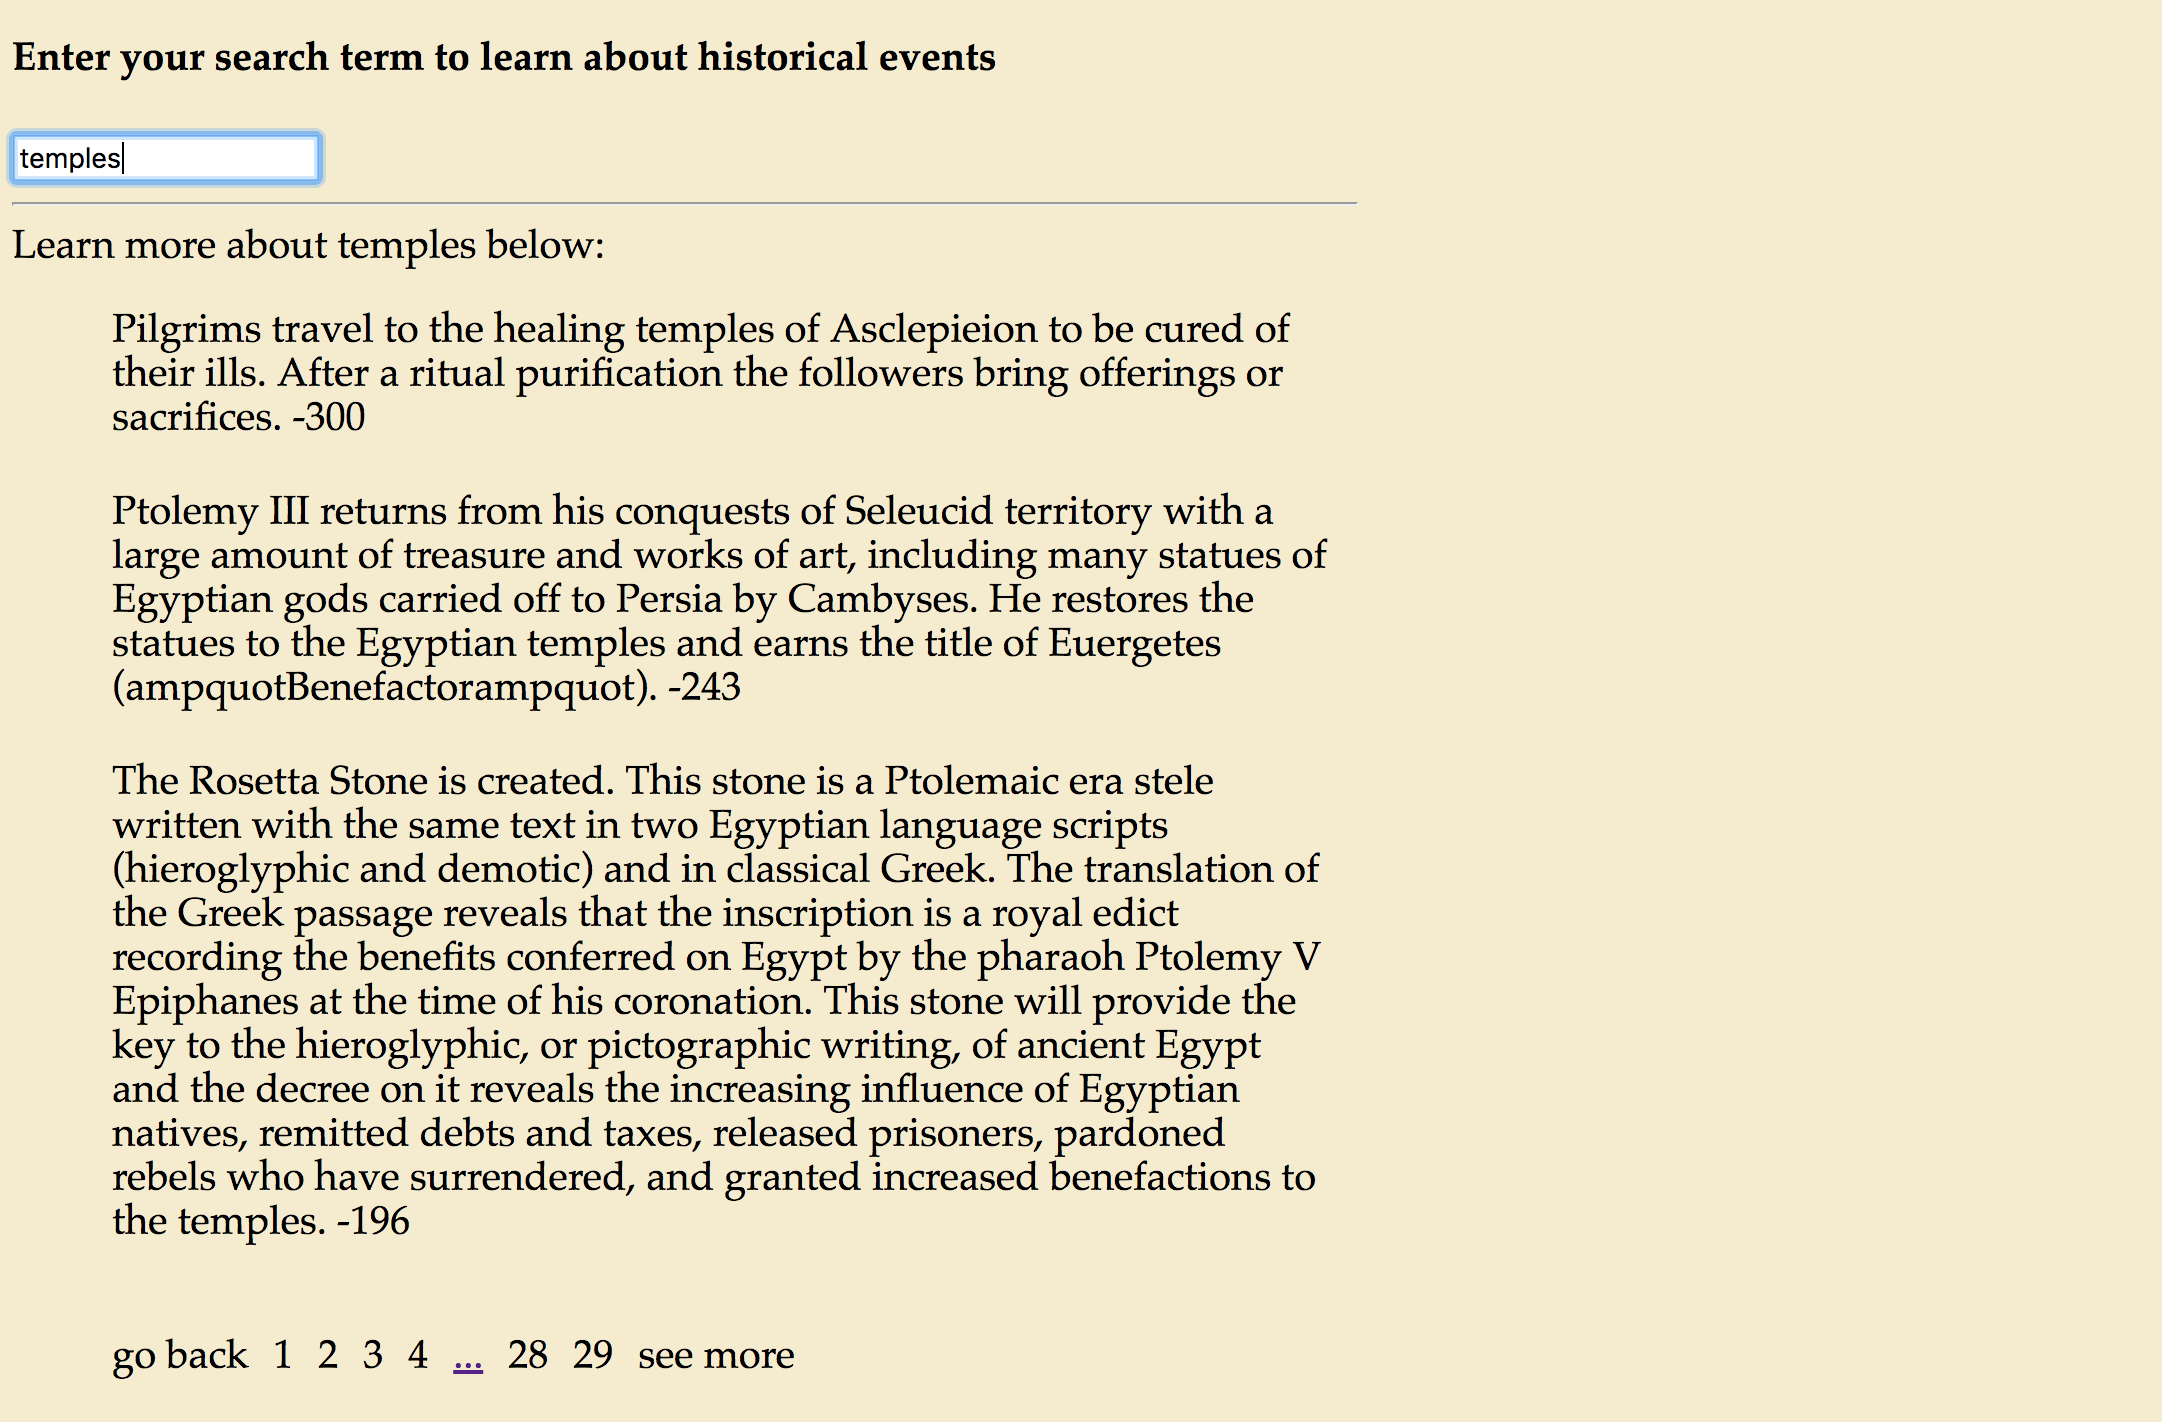 Enter your search term to learn about historical events
temples
Learn more about temples below:
Pilgrims travel to the healing temples of Asclepieion to be cured of
their ills. After a ritual purification the followers bring offerings or
sacrifices. -300
Ptolemy III returns from his conquests of Seleucid territory with a
large amount of treasure and works of art, including many statues of
Egyptian gods carried off to Persia by Cambyses. He restores the
statues to the Egyptian temples and earns the title of Euergetes
(ampquotBenefactorampquot). -243
The Rosetta Stone is created. This stone is a Ptolemaic era stele
written with the same text in two Egyptian language scripts
(hieroglyphic and demotic) and in classical Greek. The translation of
the Greek passage reveals that the inscription is a royal edict
recording the benefits conferred on Egypt by the pharaoh Ptolemy V
Epiphanes at the time of his coronation. This stone will provide the
key to the hieroglyphic, or pictographic writing, of ancient Egypt
and the decree on it reveals the increasing influence of Egyptian
natives, remitted debts and taxes, released prisoners, pardoned
rebels who have surrendered, and granted increased benefactions to
the temples. -196
go back 1 2 3 4 ... 28 29 see more